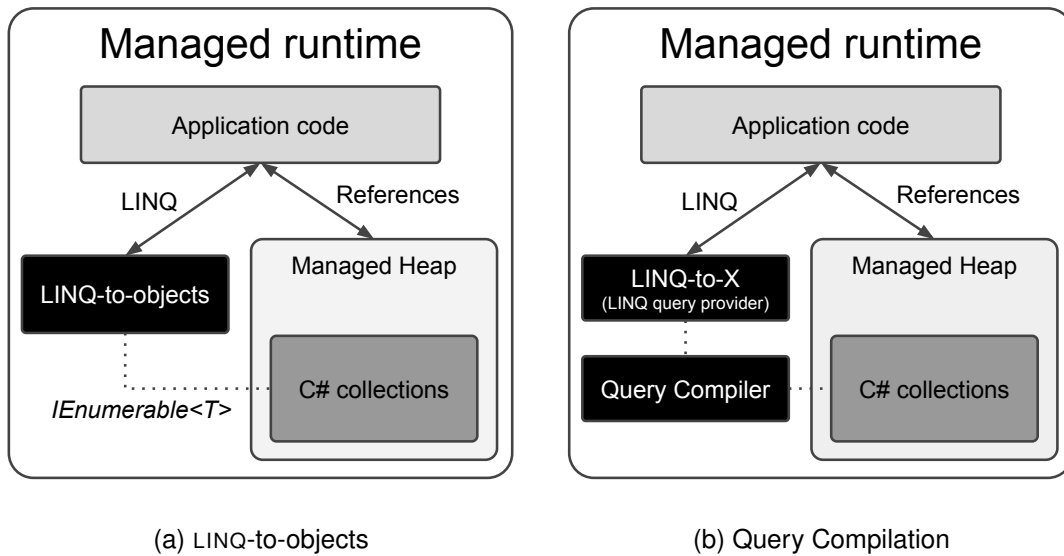 Managed runtime
Application code
LINQ
References
LINQ-to-objects
Managed Heap
C# collections
IEnumerable<T>
(a) LINQ-to-objects
Managed runtime
Application code
LINQ
References
LINQ-to-X
(LINQ query provider)
Query Compiler
Managed Heap
C# collections
(b) Query Compilation